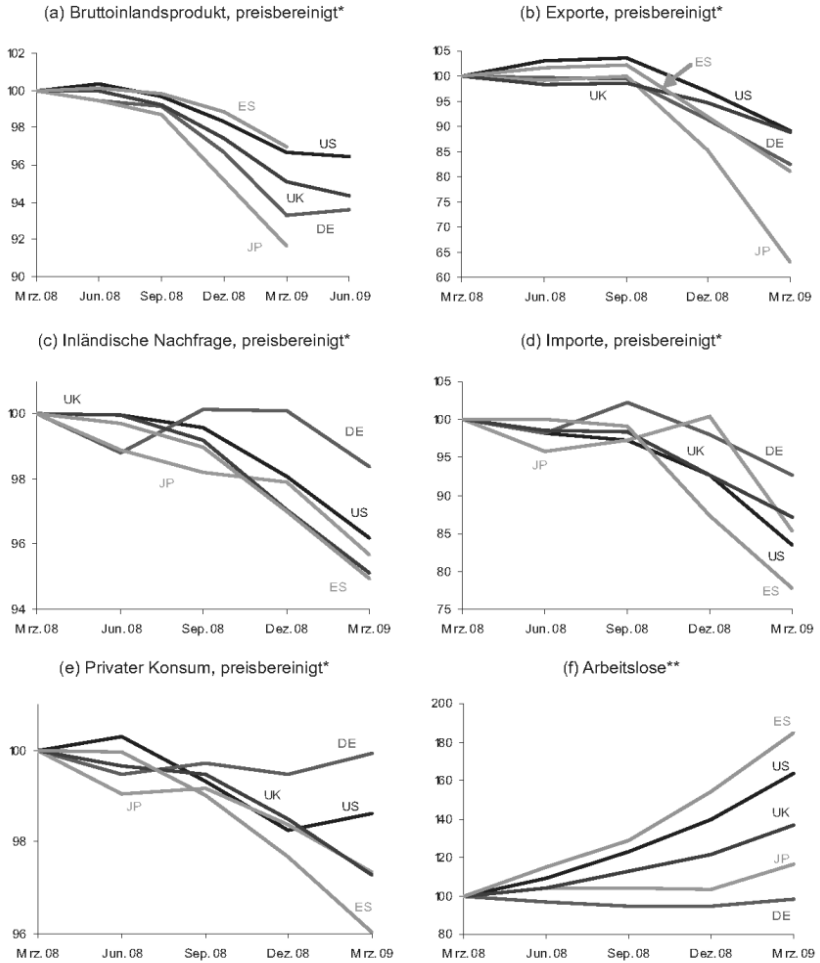 (a) Bruttoinlandsprodukt, preisbereinigt*
102
100
98
96
94
92
90
ES
US
UK
DE
JP
Mrz. 08 Jun. 08 Sep. 08 Dez. 08 Mrz. 09 Jun. 09
(b) Exporte, preisbereinigt*
105
100
95
90
85
80
75
70
65
60
ES
US
UK
DE
JP
Mrz. 08 Jun. 08 Sep. 08 Dez. 08 Mrz. 09
(c) Inländische Nachfrage, preisbereinigt*
100
98
96
94
UK
DE
JP
US
ES
Mrz. 08 Jun. 08 Sep. 08 Dez. 08 Mrz. 09
(d) Importe, preisbereinigt*
105
100
95
90
85
80
75
UK
DE
JP
US
ES
Mrz. 08 Jun. 08 Sep. 08 Dez. 08 Mrz. 09
(e) Privater Konsum, preisbereinigt*
100
98
96
DE
UK
JP
US
ES
Mrz. 08 Jun. 08 Sep. 08 Dez. 08 Mrz. 09
(f) Arbeitslose**
200
180
160
140
120
100
80
ES
US
UK
JP
DE
Mrz. 08 Jun. 08 Sep. 08 Dez. 08 Mrz. 09